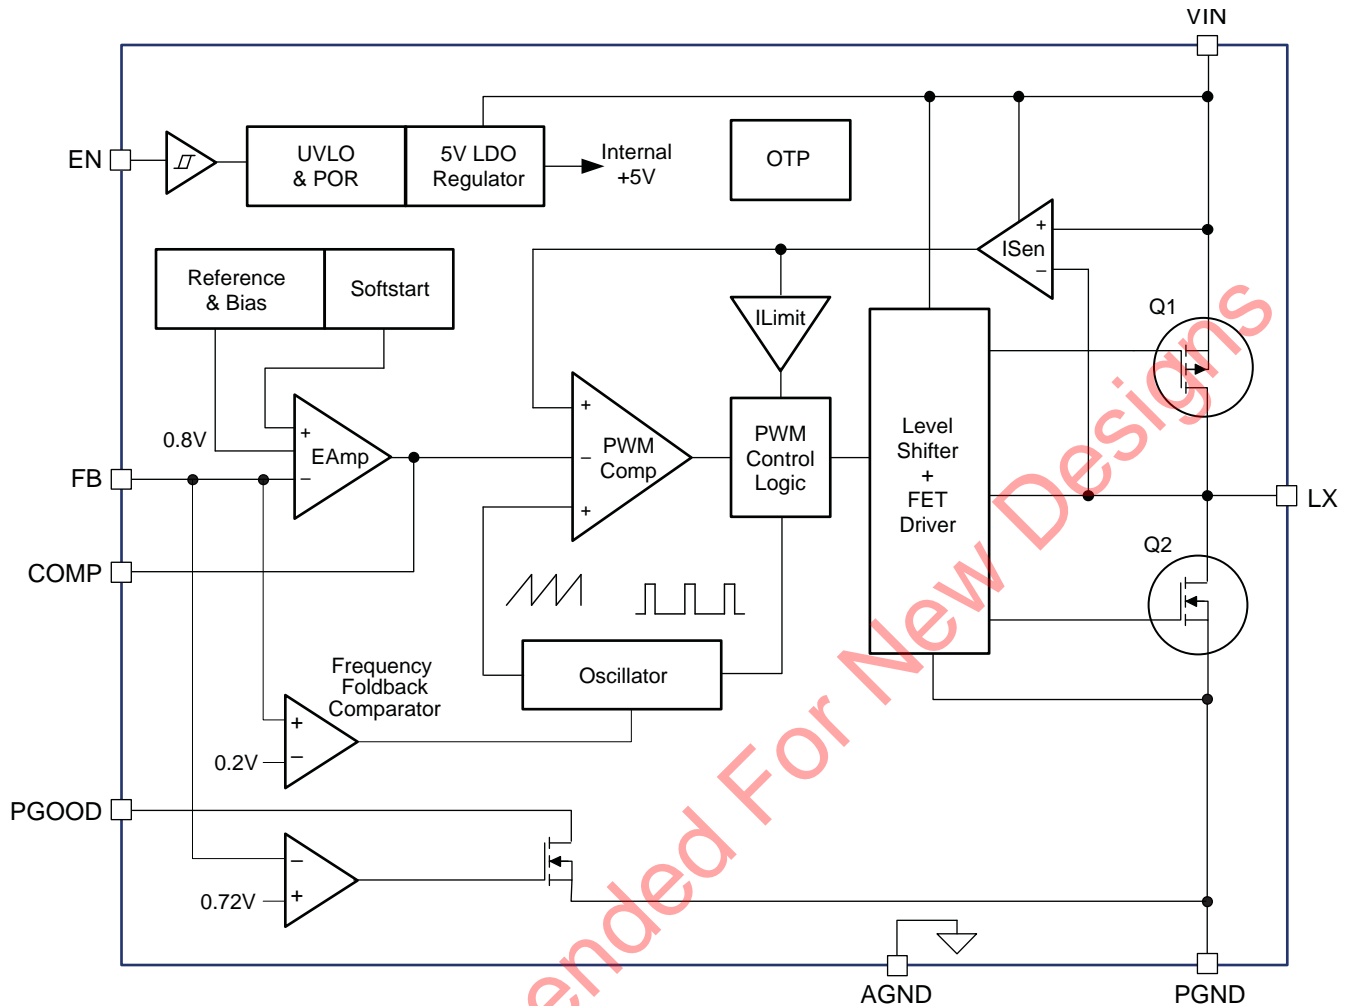 VIN
EN
UVLO
& POR
5V LDO
Regulator
Internal
+5V
OTP
+
ISen
−
Reference
& Bias
Softstart
ILimit
Q1
0.8V
+
EAmp
−
+
−
PWM
Comp
+
PWM
Control
Logic
Level
Shifter
+
FET
Driver
FB
LX
COMP
Q2
Frequency
Foldback
Comparator
Oscillator
+
−
0.2V
PGOOD
−
+
0.72V
AGND
PGND
ended For New Designs